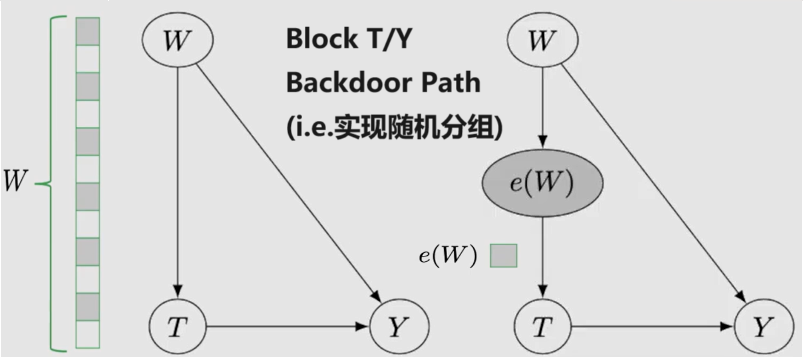 W
Block T/Y
Backdoor Path
(i.e.实现随机分组)
W
W
e(W)
e(W)
T
Y
T
Y